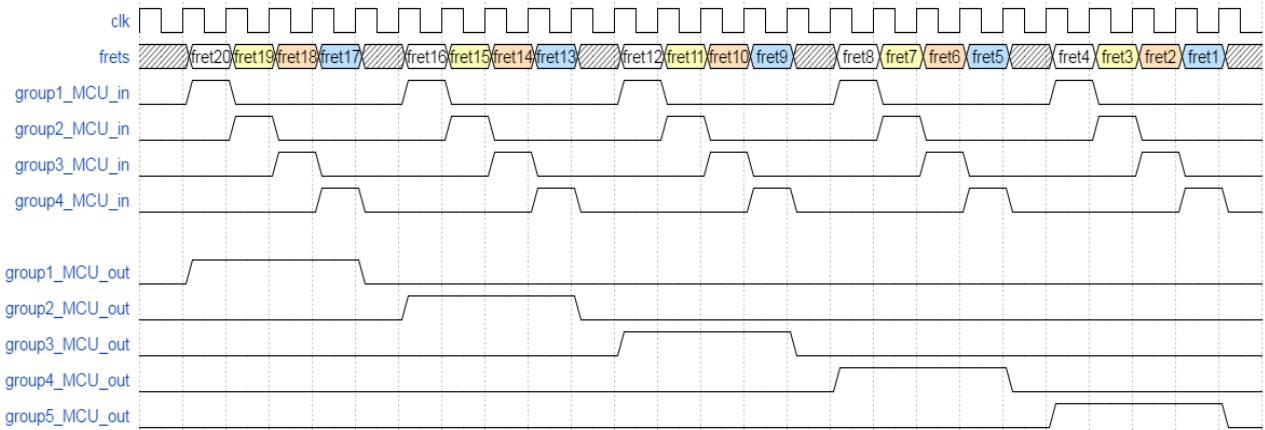 clk
frets fret20 fret19 fret18 fret17 fret16 fret15 fret14 fret13 fret12 fret11 fret10 fret9 fret8 fret7 fret6 fret5 fret4 fret3 fret2 fret1
group1_MCU_in
group2_MCU_in
group3_MCU_in
group4_MCU_in
group1_MCU_out
group2_MCU_out
group3_MCU_out
group4_MCU_out
group5_MCU_out